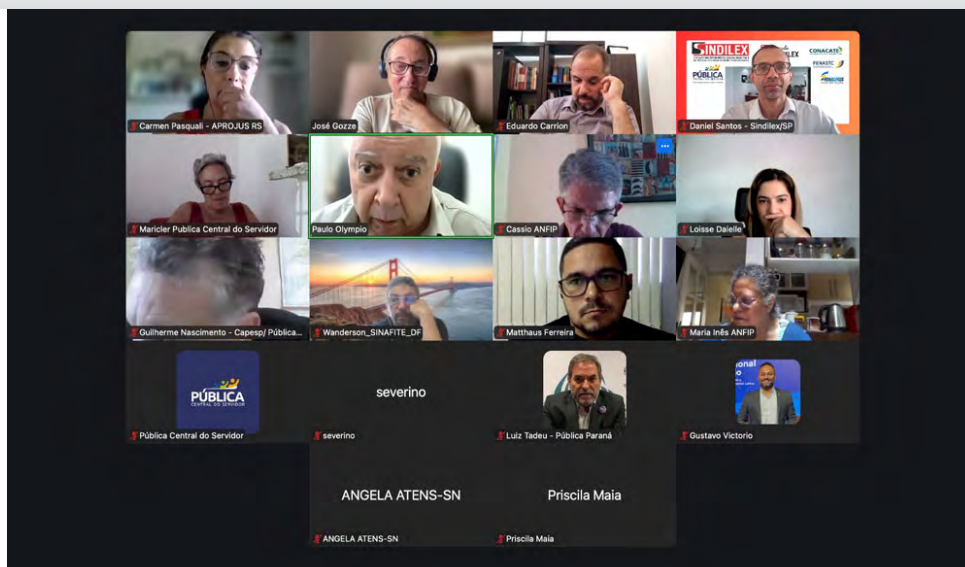 SINDILEX
CONACATE
PÚBLICA
FENASTC
Carmen Pasquali - APROJUS RS
José Gozze
Eduardo Carrion
Daniel Santos - Sindilex/SP
Maricler Publica Central do Servidor
Paulo Olympio
Cassio ANFIP
Loisse Daielle
Guilherme Nascimento - Capesp/ Pública...
Wanderson_SINAFITE_DF
Matthaus Ferreira
Maria Inês ANFIP
PÚBLICA
CENTRAL DO SERVIDOR
severino
Pública Central do Servidor
severino
Luiz Tadeu - Pública Paraná
Gustavo Victorio
ANGELA ATENS-SN
Priscila Maia
ANGELA ATENS-SN
Priscila Maia